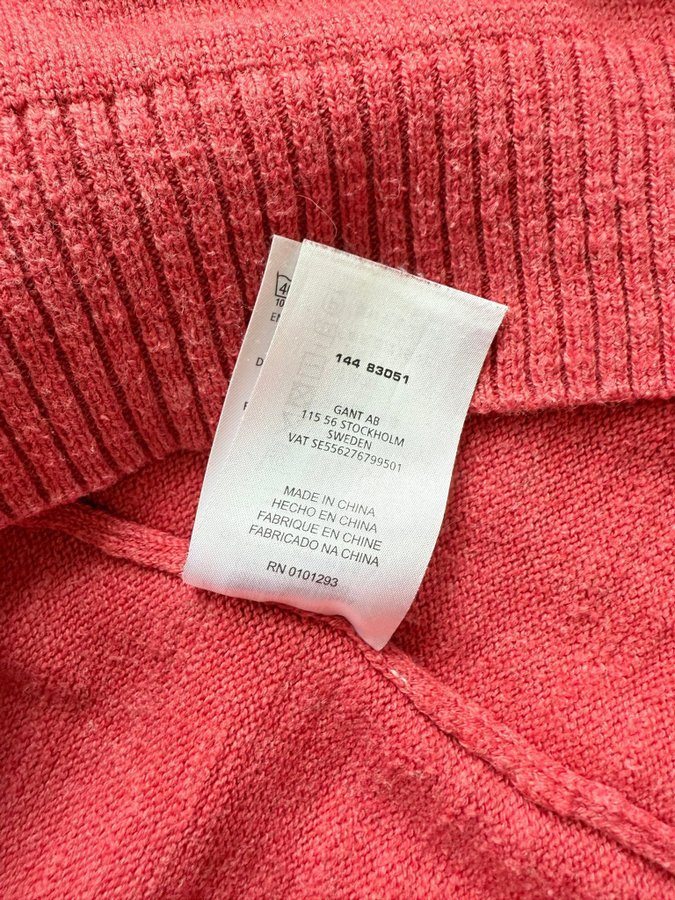 144 83051
GANT AB
115 56 STOCKHOLM
SWEDEN
VAT SE556276799501
MADE IN CHINA
HECHO EN CHINA
FABRIQUE EN CHINE
FABRICADO NA CHINA
RN 0101293